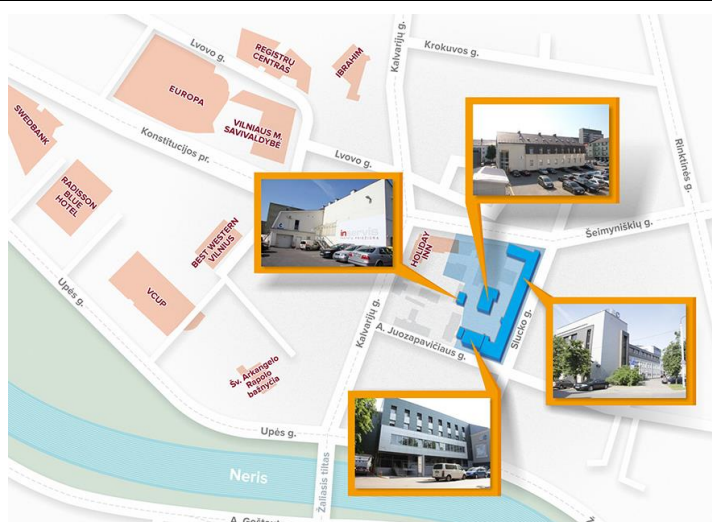 Lvovo g.
REGISTRŲ
CENTRAS
IBRAHIM
Kalvarijų g.
Krokuvos g.
EUROPA
VILNIAUS M.
SAVIVALDYBĖ
SWEDBANK
Konstitucijos pr.
Lvovo g.
Rinktinės g.
RADISSON
BLUE
HOTEL
BEST WESTERN
VILNIUS
HOLIDAY
INN
Šeimyniškių g.
Upės g.
VCUP
Kalvarijų g.
A. Juozapavičiaus g.
Slucko g.
Šv. Arkangelo
Rapolo
bažnyčia
Upės g.
Neris
Žaliasis tiltas